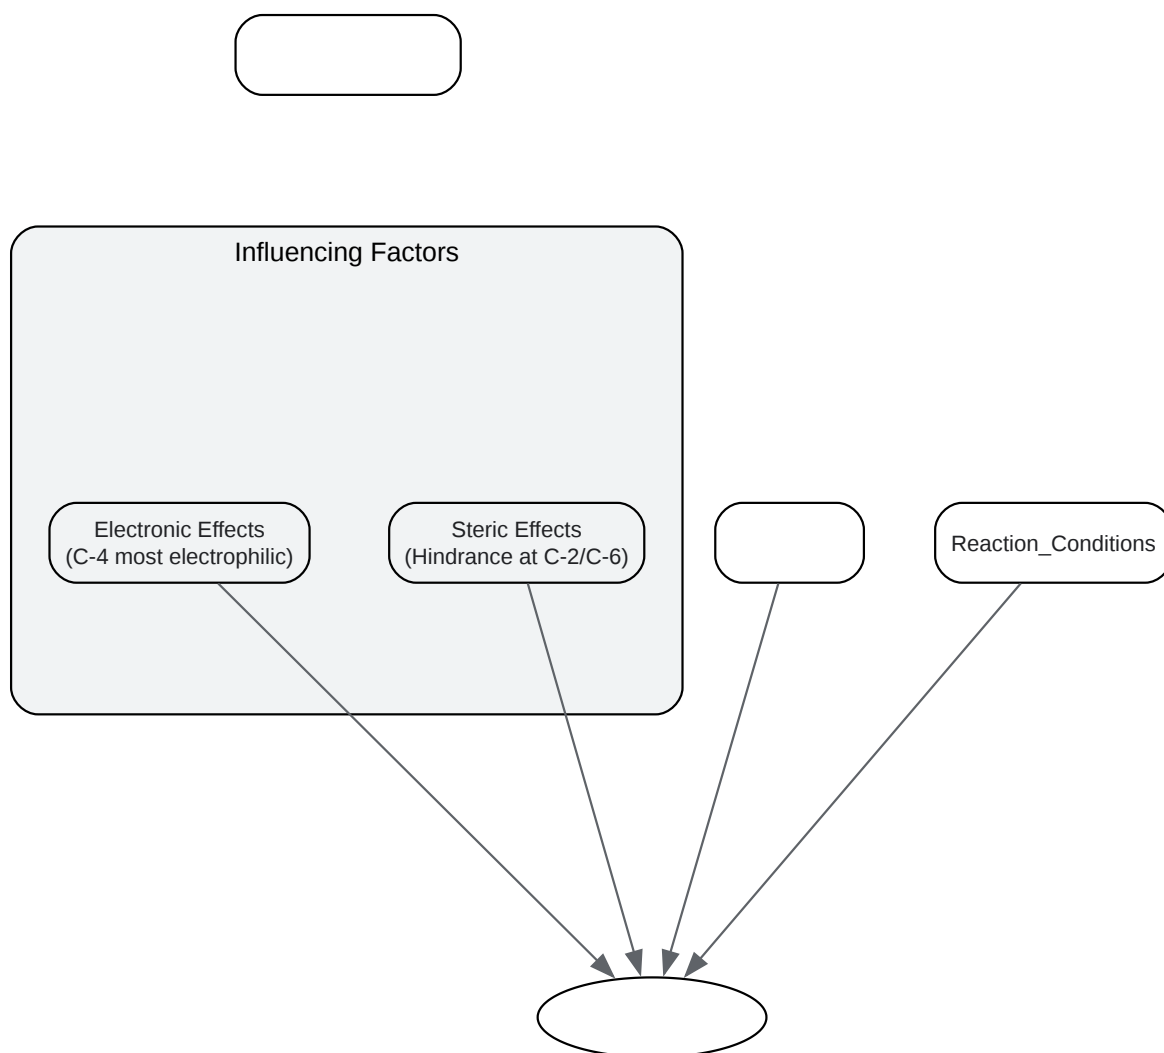 Influencing Factors
Electronic Effects
(C-4 most electrophilic)
Steric Effects
(Hindrance at C-2/C-6)
Reaction_Conditions